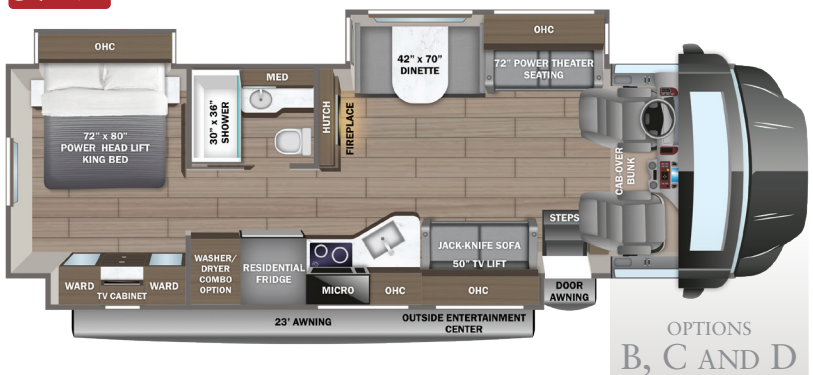 OHC
72" x 80"
POWER HEAD LIFT
KING BED
30" x 36"
SHOWER
MED
HUTCH
FIREPLACE
42" x 70"
DINETTE
OHC
72" POWER THEATER
SEATING
CAB-OVER
BUNK
WARD
TV CABINET
WARD
WASHER/
DRYER
COMBO
OPTION
RESIDENTIAL
FRIDGE
MICRO
OHC
JACK-KNIFE SOFA
50" TV LIFT
OHC
STEPS
DOOR
AWNING
23' AWNING
OUTSIDE ENTERTAINMENT
CENTER
OPTIONS
B, C AND D